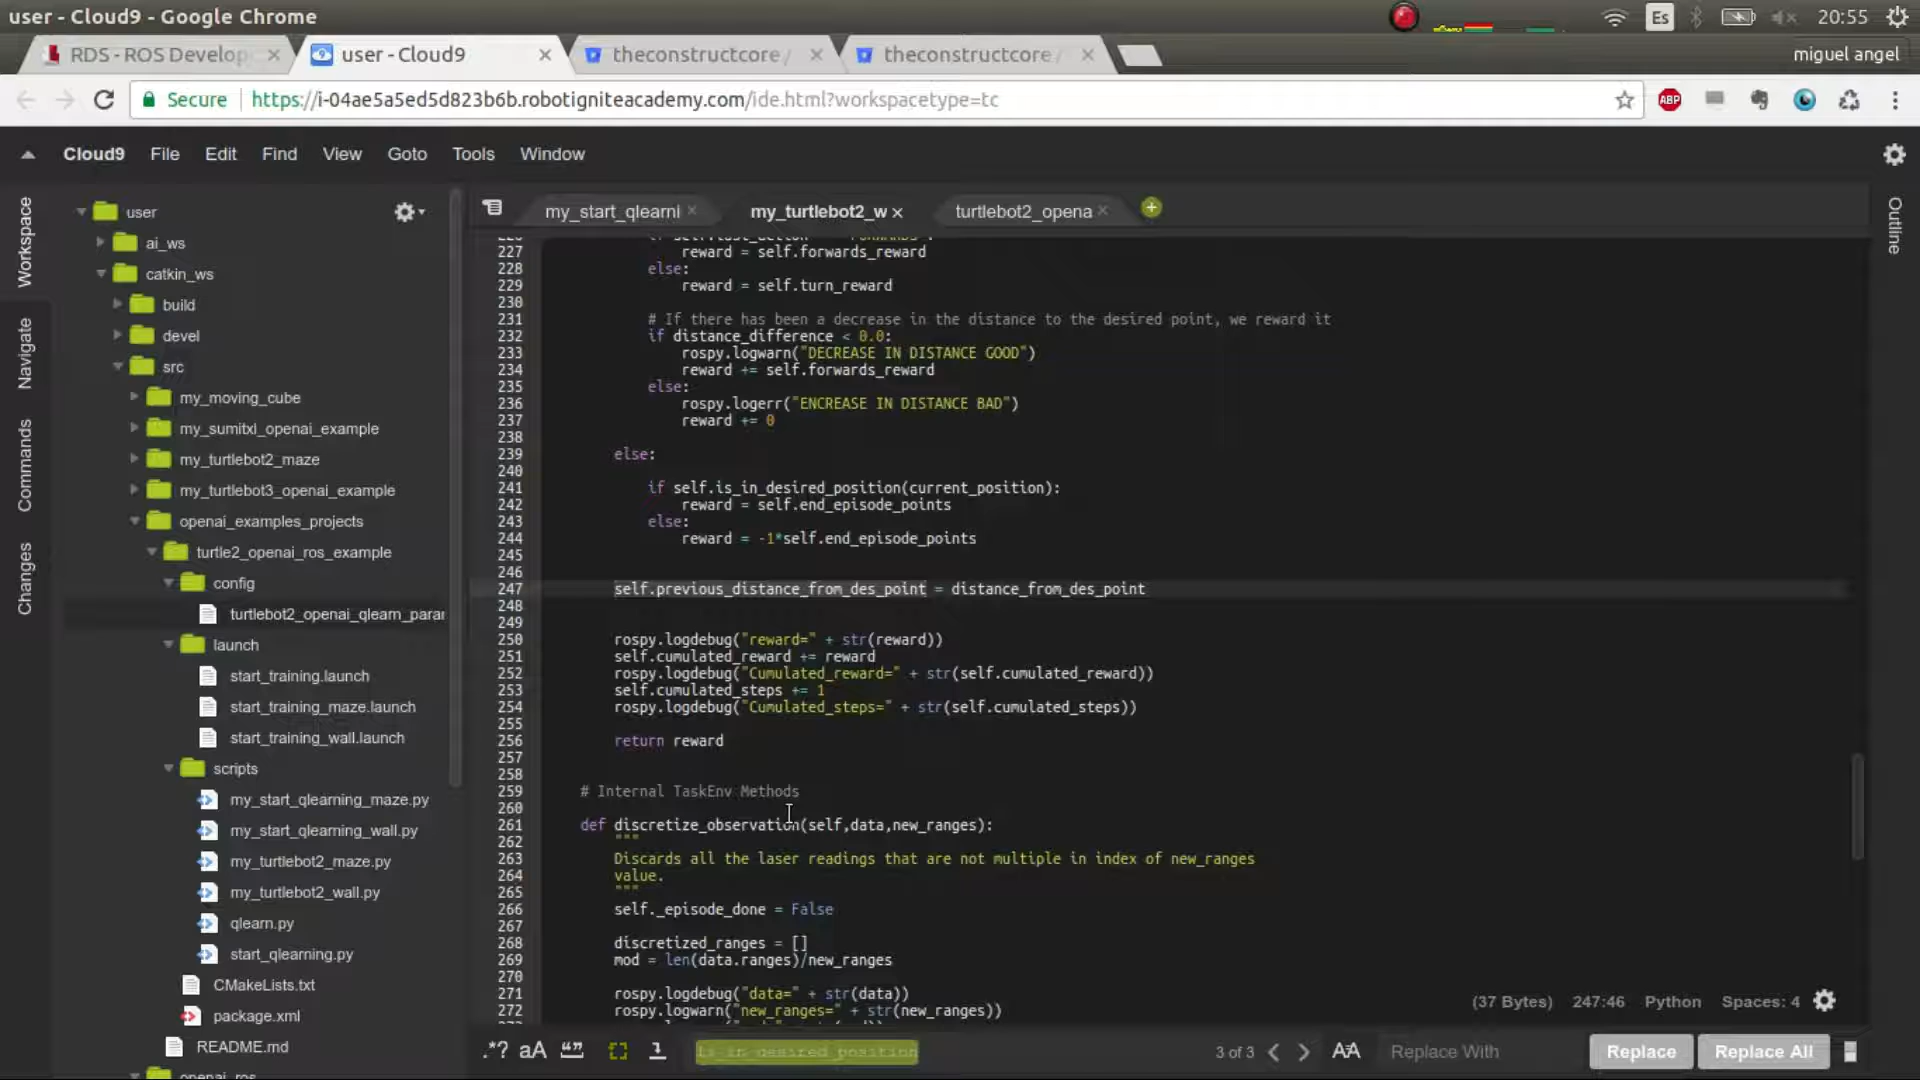 user - Cloud9 - Google Chrome
Es
20:55
RDS - ROS Develop
user - Cloud9
theconstructcore /
theconstructcore /
miguel angel
Secure
https://i-04ae5a5ed5d823b6b.robotigniteacademy.com/ide.html?workspacetype=tc
ABP
Cloud9 File Edit Find View Goto Tools Window
Workspace
Navigate
Commands
Changes
Outline
user
ai_ws
catkin_ws
build
devel
src
my_moving_cube
my_sumitxl_openai_example
my_turtlebot2_maze
my_turtlebot3_openai_example
openai_examples_projects
turtle2_openai_ros_example
config
turtlebot2_openai_qlearn_parar
launch
start_training.launch
start_training_maze.launch
start_training_wall.launch
scripts
my_start_qlearning_maze.py
my_start_qlearning_wall.py
my_turtlebot2_maze.py
my_turtlebot2_wall.py
qlearn.py
start_qlearning.py
CMakeLists.txt
package.xml
README.md
openai_ros
my_start_qlearni
my_turtlebot2_w
turtlebot2_opena
227 reward = self.forwards_reward
228 else:
229 reward = self.turn_reward
230
231 # If there has been a decrease in the distance to the desired point, we reward it
232 if distance_difference < 0.0:
233 rospy.logwarn("DECREASE IN DISTANCE GOOD")
234 reward += self.forwards_reward
235 else:
236 rospy.logerr("ENCREASE IN DISTANCE BAD")
237 reward += 0
238
239 else:
240
241 if self.is_in_desired_position(current_position):
242 reward = self.end_episode_points
243 else:
244 reward = -1*self.end_episode_points
245
246
247 self.previous_distance_from_des_point = distance_from_des_point
248
249
250 rospy.logdebug("reward=" + str(reward))
251 self.cumulated_reward += reward
252 rospy.logdebug("Cumulated_reward=" + str(self.cumulated_reward))
253 self.cumulated_steps += 1
254 rospy.logdebug("Cumulated_steps=" + str(self.cumulated_steps))
255
256 return reward
257
258
259 # Internal TaskEnv Methods
260
261 def discretize_observation(self,data,new_ranges):
262 """
263 Discards all the laser readings that are not multiple in index of new_ranges
264 value.
265 """
266 self._episode_done = False
267
268 discretized_ranges = []
269 mod = len(data.ranges)/new_ranges
270
271 rospy.logdebug("data=" + str(data))
272 rospy.logwarn("new_ranges=" + str(new_ranges))
(37 Bytes) 247:46 Python Spaces: 4
.*? aA
is_in_desired_position
3 of 3
AA
Replace With
Replace
Replace All